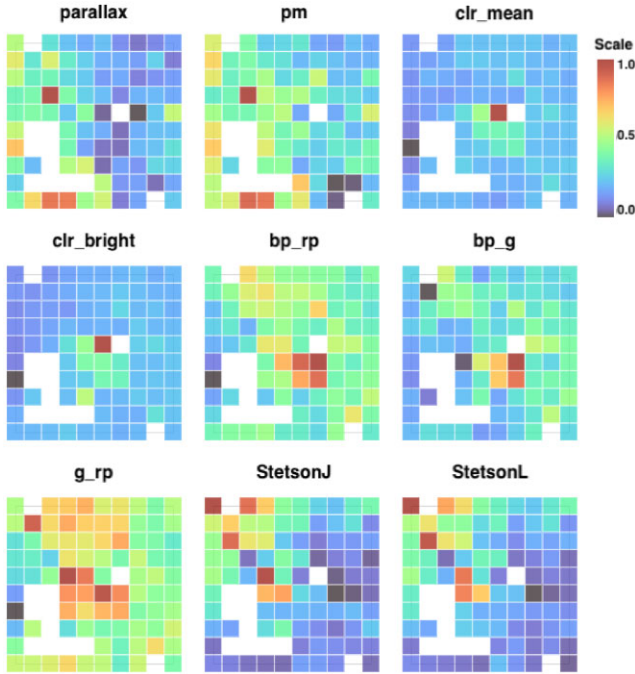 parallax pm clr_mean
Scale
1.0
0.5
0.0
clr_bright bp_rp bp_g
g_rp StetsonJ StetsonL